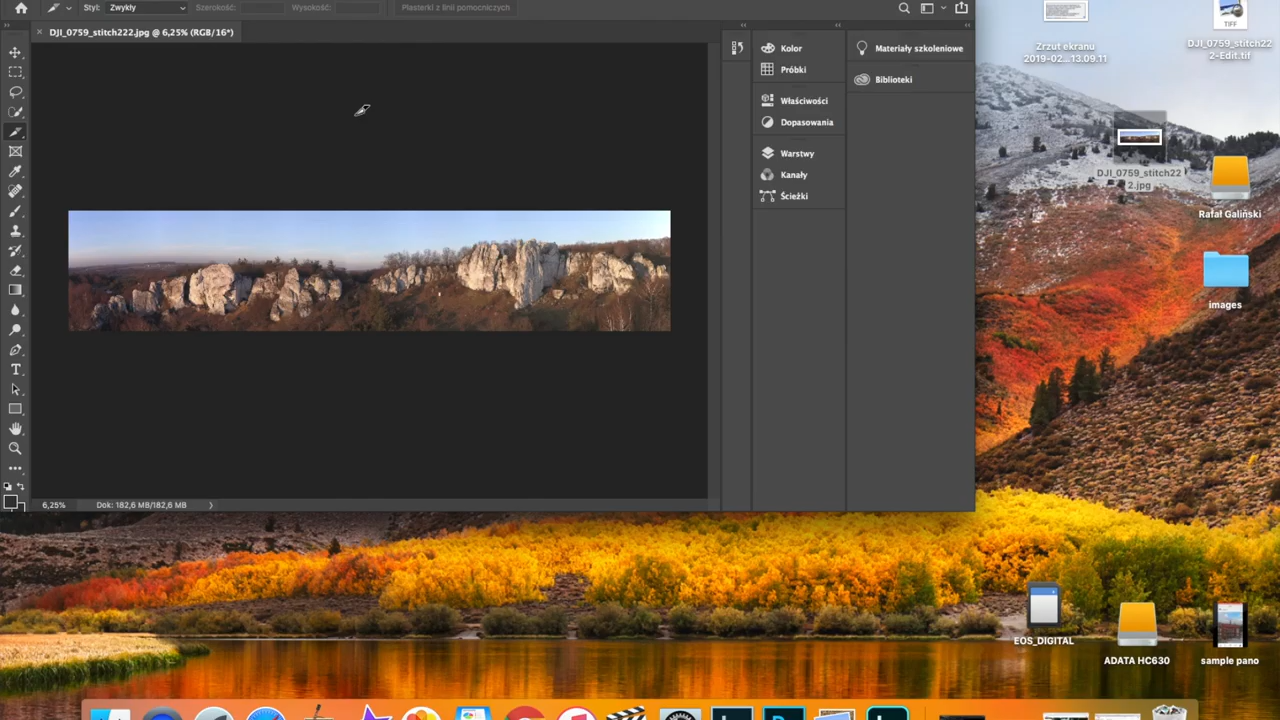 Styl:
Zwykły
Szerokość:
Wysokość:
Plasterki z linii pomocniczych
DJI_0759_stitch222.jpg @ 6,25% (RGB/16*)
Kolor
Próbki
Właściwości
Dopasowania
Warstwy
Kanały
Ścieżki
Materiały szkoleniowe
Biblioteki
6,25%
Dok: 182,6 MB/182,6 MB
Zrzut ekranu
2019-02...13.09.11
TIFF
DJI_0759_stitch22
2-Edit.tif
DJI_0759_stitch22
2.jpg
Rafał Galiński
images
EOS_DIGITAL
ADATA HC630
sample pano